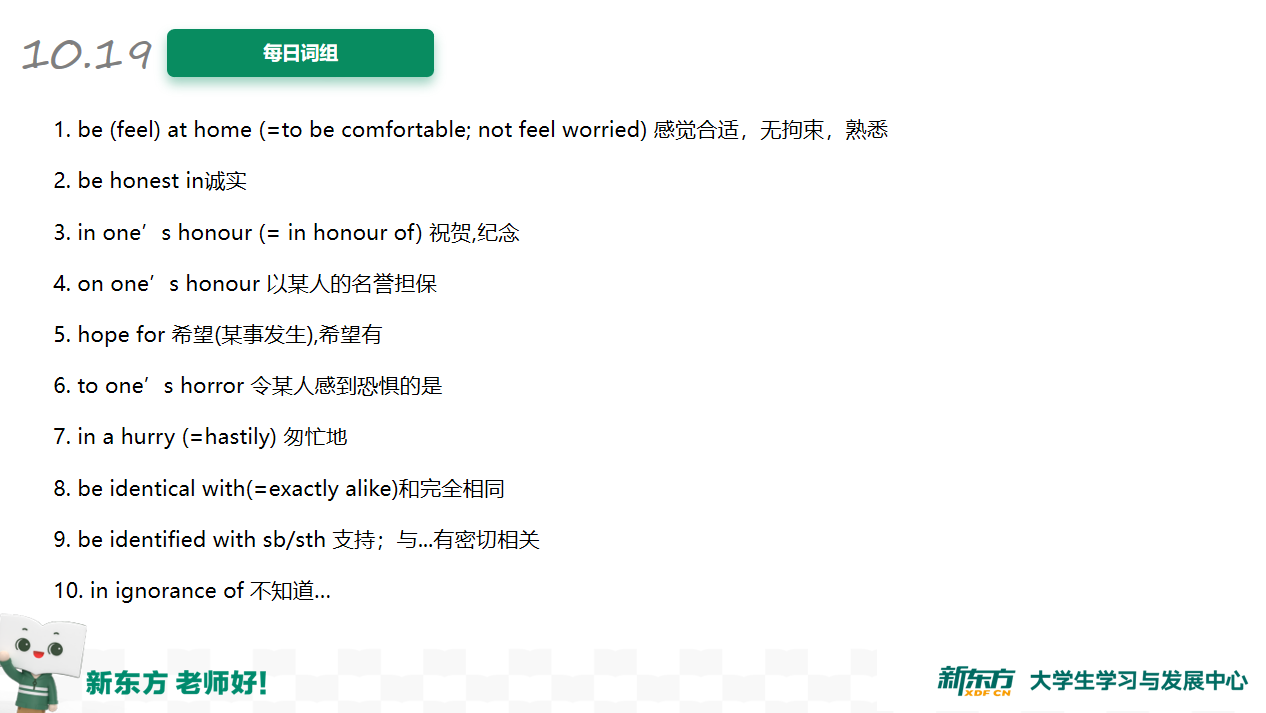 10.19
每日词组
1. be (feel) at home (=to be comfortable; not feel worried) 感觉合适，无拘束，熟悉
2. be honest in诚实
3. in one’s honour (= in honour of) 祝贺,纪念
4. on one’s honour 以某人的名誉担保
5. hope for 希望(某事发生),希望有
6. to one’s horror 令某人感到恐惧的是
7. in a hurry (=hastily) 匆忙地
8. be identical with(=exactly alike)和完全相同
9. be identified with sb/sth 支持；与...有密切相关
10. in ignorance of 不知道...
新东方 老师好!
新东方 XDF.CN 大学生学习与发展中心